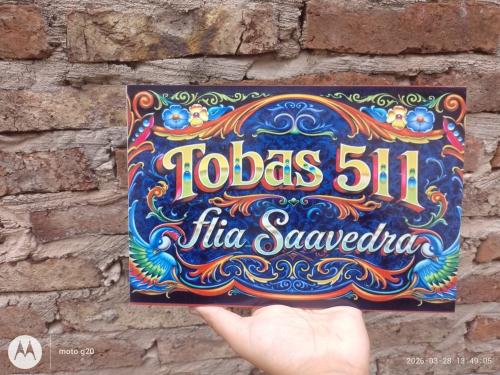 Tobas 511
flia Saavedra
moto g20
2026-03-28 13:49:05